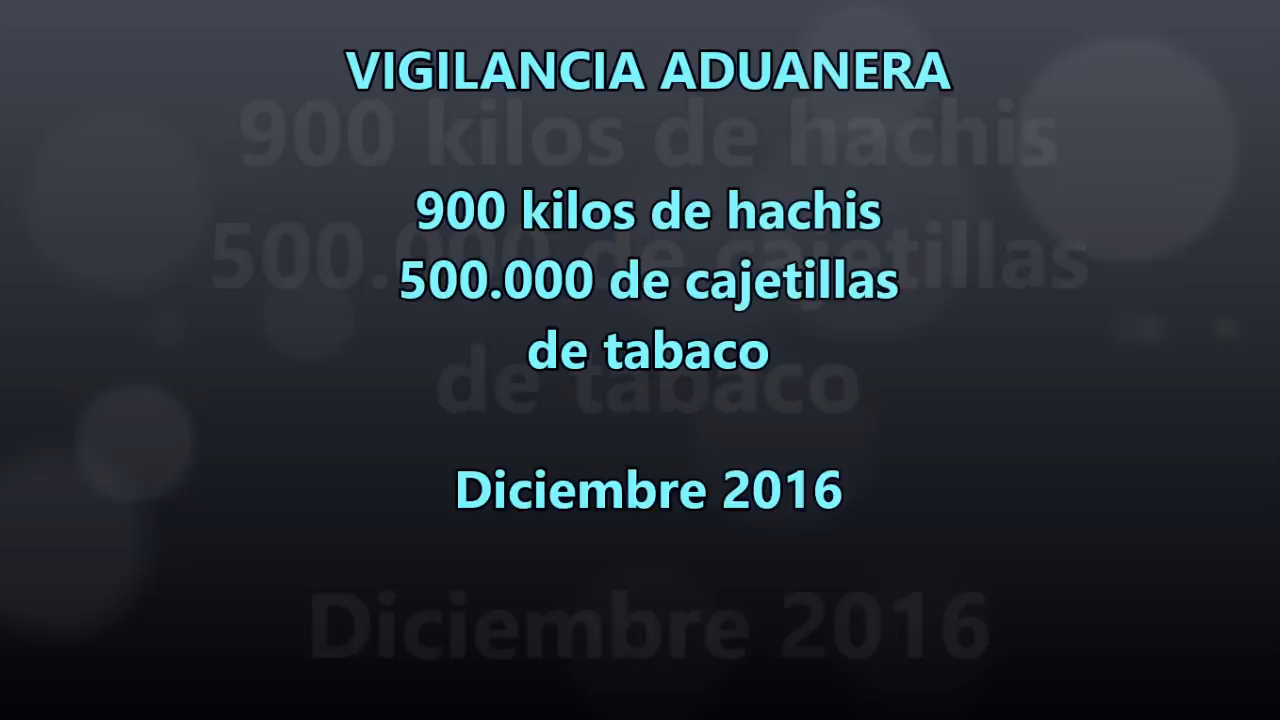 VIGILANCIA ADUANERA
900 kilos de hachis
500.000 de cajetillas
de tabaco
Diciembre 2016